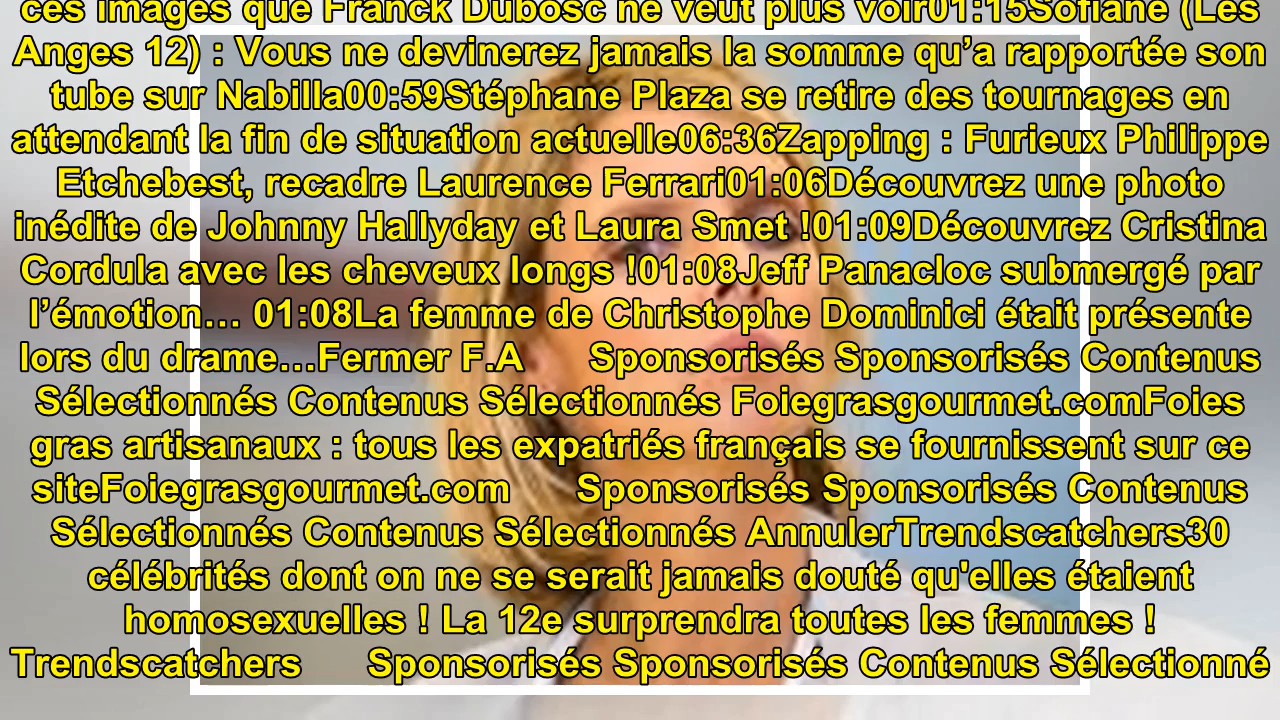 ces images que Franck Dubosc ne veut plus voir01:15Sofiane (Les
Anges 12) : Vous ne devinerez jamais la somme qu’a rapportée son
tube sur Nabilla00:59Stéphane Plaza se retire des tournages en
attendant la fin de situation actuelle06:36Zapping : Furieux Philippe
Etchebest, recadre Laurence Ferrari01:06Découvrez une photo
inédite de Johnny Hallyday et Laura Smet !01:09Découvrez Cristina
Cordula avec les cheveux longs !01:08Jeff Panacloc submergé par
l’émotion… 01:08La femme de Christophe Dominici était présente
lors du drame…Fermer F.A Sponsorisés Sponsorisés Contenus
Sélectionnés Contenus Sélectionnés Foiegrasgourmet.comFoies
gras artisanaux : tous les expatriés français se fournissent sur ce
siteFoiegrasgourmet.com Sponsorisés Sponsorisés Contenus
Sélectionnés Contenus Sélectionnés AnnulerTrendscatchers30
célébrités dont on ne se serait jamais douté qu'elles étaient
homosexuelles ! La 12e surprendra toutes les femmes !
Trendscatchers Sponsorisés Sponsorisés Contenus Sélectionné